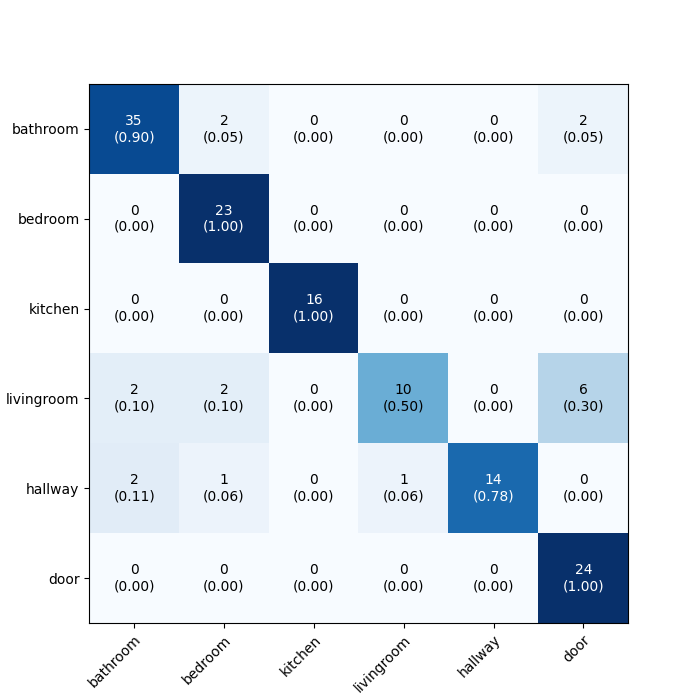 bathroom 35 2 0 0 0 2
(0.90) (0.05) (0.00) (0.00) (0.00) (0.05)
bedroom 0 23 0 0 0 0
(0.00) (1.00) (0.00) (0.00) (0.00) (0.00)
kitchen 0 0 16 0 0 0
(0.00) (0.00) (1.00) (0.00) (0.00) (0.00)
livingroom 2 2 0 10 0 6
(0.10) (0.10) (0.00) (0.50) (0.00) (0.30)
hallway 2 1 0 1 14 0
(0.11) (0.06) (0.00) (0.06) (0.78) (0.00)
door 0 0 0 0 0 24
(0.00) (0.00) (0.00) (0.00) (0.00) (1.00)
bathroom bedroom kitchen livingroom hallway door